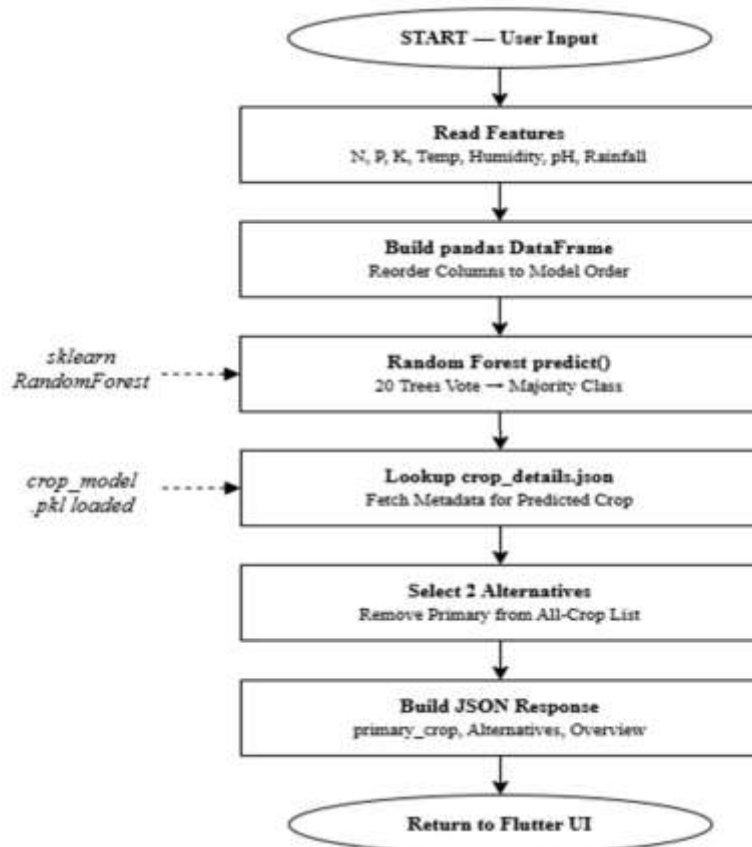 START — User Input
Read Features
N, P, K, Temp, Humidity, pH, Rainfall
Build pandas DataFrame
Reorder Columns to Model Order
sklearn
RandomForest
Random Forest predict()
20 Trees Vote → Majority Class
crop_model
.pkl loaded
Lookup crop_details.json
Fetch Metadata for Predicted Crop
Select 2 Alternatives
Remove Primary from All-Crop List
Build JSON Response
primary_crop, Alternatives, Overview
Return to Flutter UI